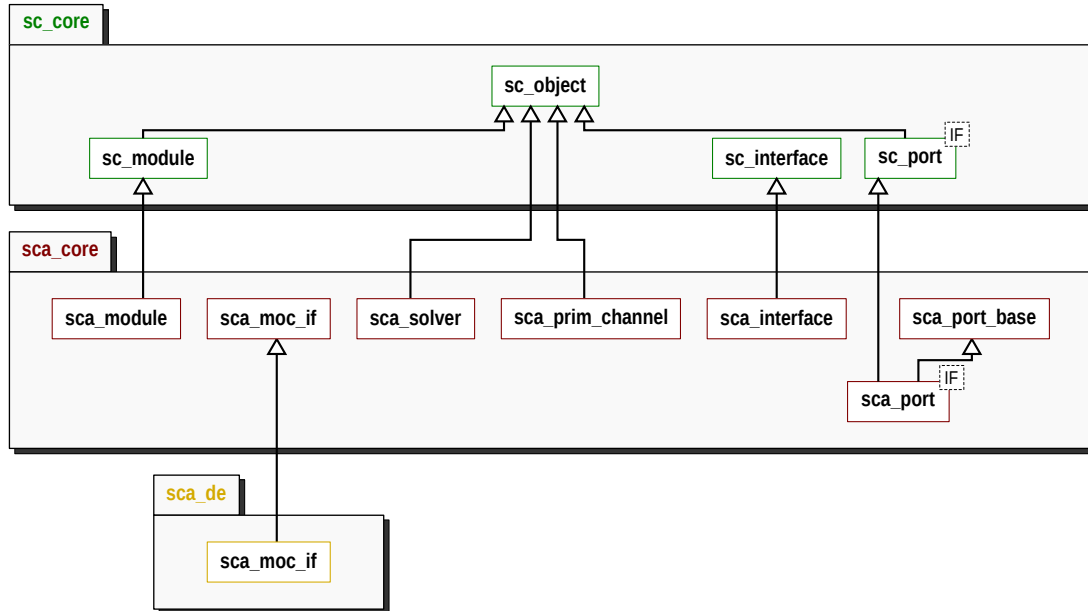 sc_core
sc_object
IF
sc_module
sc_interface
sc_port
sca_core
sca_module
sca_moc_if
sca_solver
sca_prim_channel
sca_interface
sca_port_base
IF
sca_port
sca_de
sca_moc_if